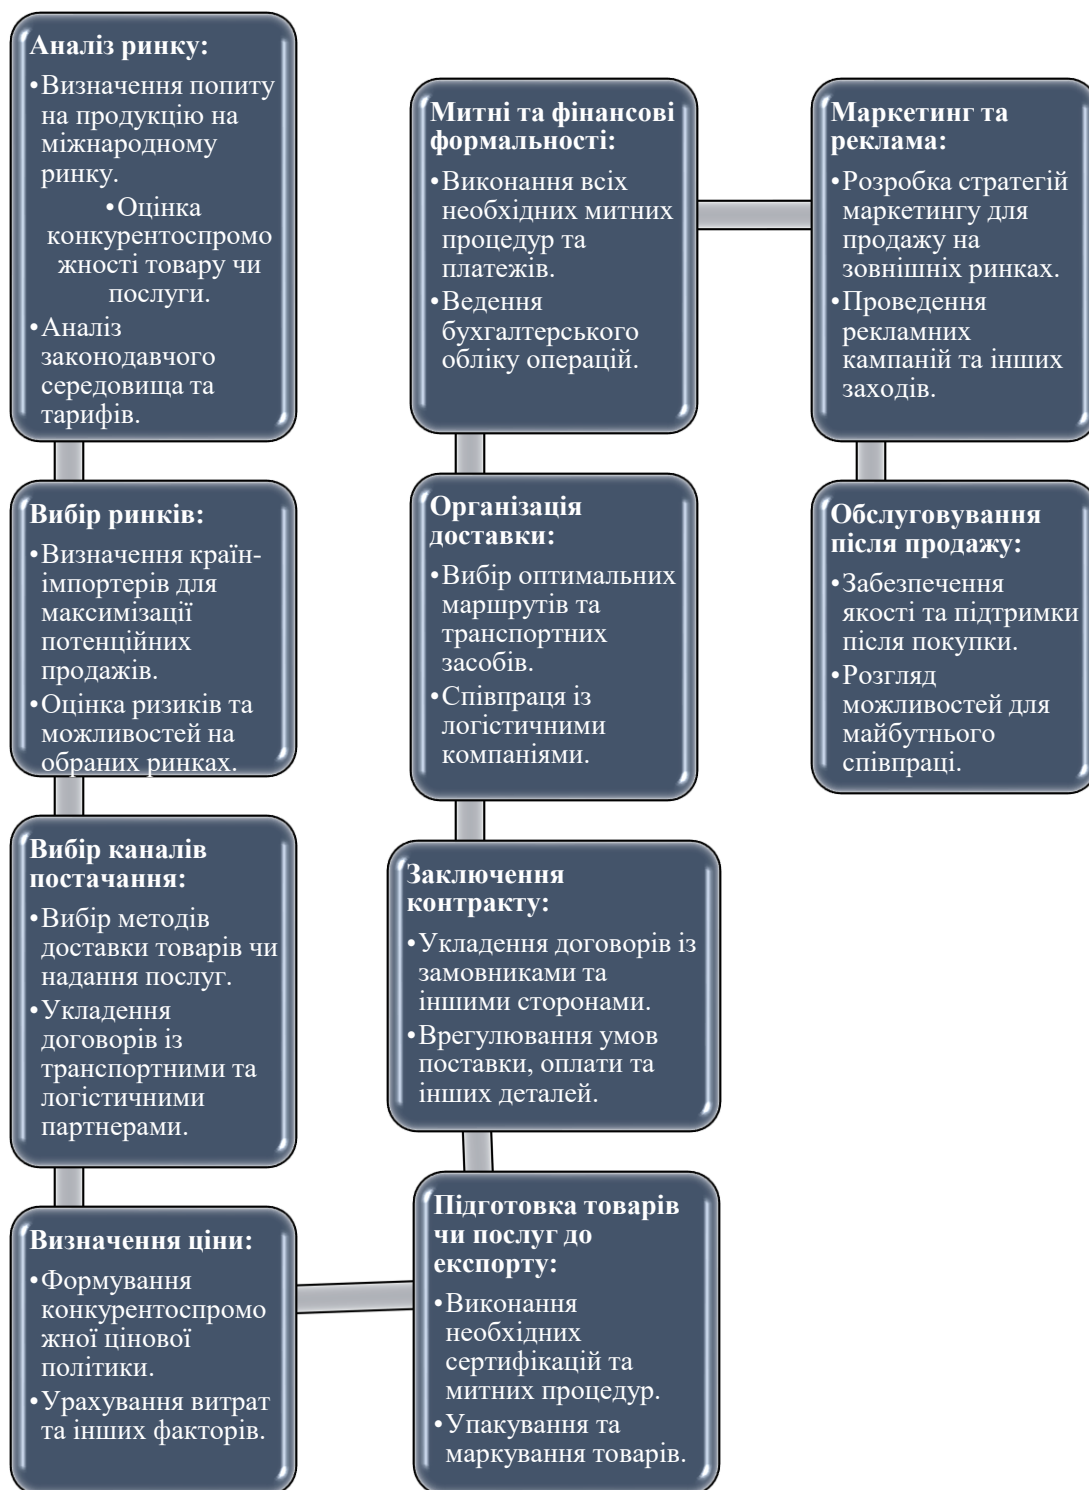 Аналіз ринку:
•Визначення попиту
на продукцію на
міжнародному
ринку.
•Оцінка
конкурентоспромо
жності товару чи
послуги.
•Аналіз
законодавчого
середовища та
тарифів.
Вибір ринків:
•Визначення країн-
імпортерів для
максимізації
потенційних
продажів.
•Оцінка ризиків та
можливостей на
обраних ринках.
Вибір каналів
постачання:
•Вибір методів
доставки товарів чи
надання послуг.
•Укладення
договорів із
транспортними та
логістичними
партнерами.
Визначення ціни:
•Формування
конкурентоспромо
жної цінової
політики.
•Урахування витрат
та інших факторів.
Підготовка товарів
чи послуг до
експорту:
•Виконання
необхідних
сертифікацій та
митних процедур.
•Упакування та
маркування товарів.
Заключення
контракту:
•Укладення договорів із
замовниками та
іншими сторонами.
•Врегулювання умов
поставки, оплати та
інших деталей.
Організація
доставки:
•Вибір оптимальних
маршрутів та
транспортних
засобів.
•Співпраця із
логістичними
компаніями.
Митні та фінансові
формальності:
•Виконання всіх
необхідних митних
процедур та
платежів.
•Ведення
бухгалтерського
обліку операцій.
Маркетинг та
реклама:
•Розробка стратегій
маркетингу для
продажу на
зовнішніх ринках.
•Проведення
рекламних
кампаній та інших
заходів.
Обслуговування
після продажу:
•Забезпечення
якості та підтримки
після покупки.
•Розгляд
можливостей для
майбутнього
співпраці.